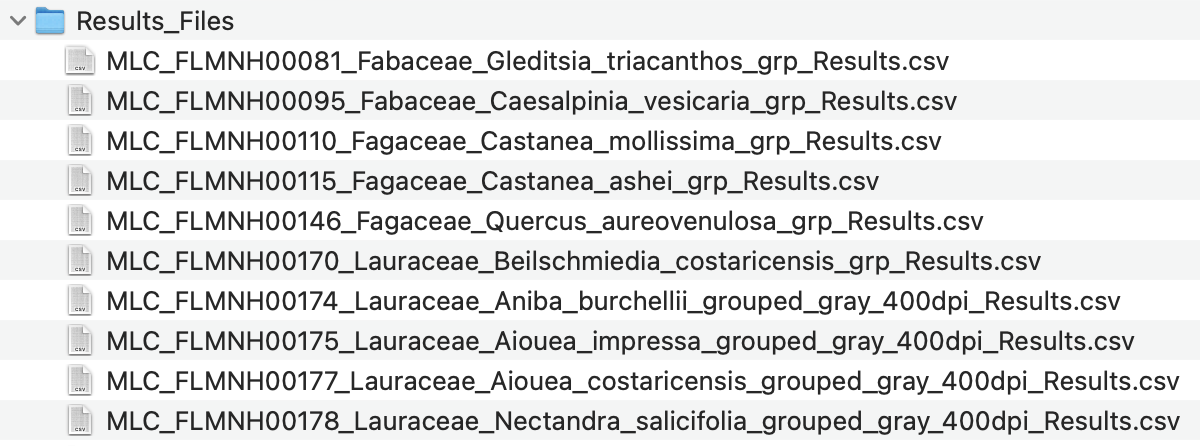 Results_Files
MLC_FLMNH00081_Fabaceae_Gleditsia_triacanthos_grp_Results.csv
MLC_FLMNH00095_Fabaceae_Caesalpinia_vesicaria_grp_Results.csv
MLC_FLMNH00110_Fagaceae_Castanea_mollissima_grp_Results.csv
MLC_FLMNH00115_Fagaceae_Castanea_ashei_grp_Results.csv
MLC_FLMNH00146_Fagaceae_Quercus_aureovenulosa_grp_Results.csv
MLC_FLMNH00170_Lauraceae_Beilschmiedia_costaricensis_grp_Results.csv
MLC_FLMNH00174_Lauraceae_Aniba_burchellii_grouped_gray_400dpi_Results.csv
MLC_FLMNH00175_Lauraceae_Aiouea_impressa_grouped_gray_400dpi_Results.csv
MLC_FLMNH00177_Lauraceae_Aiouea_costaricensis_grouped_gray_400dpi_Results.csv
MLC_FLMNH00178_Lauraceae_Nectandra_salicifolia_grouped_gray_400dpi_Results.csv